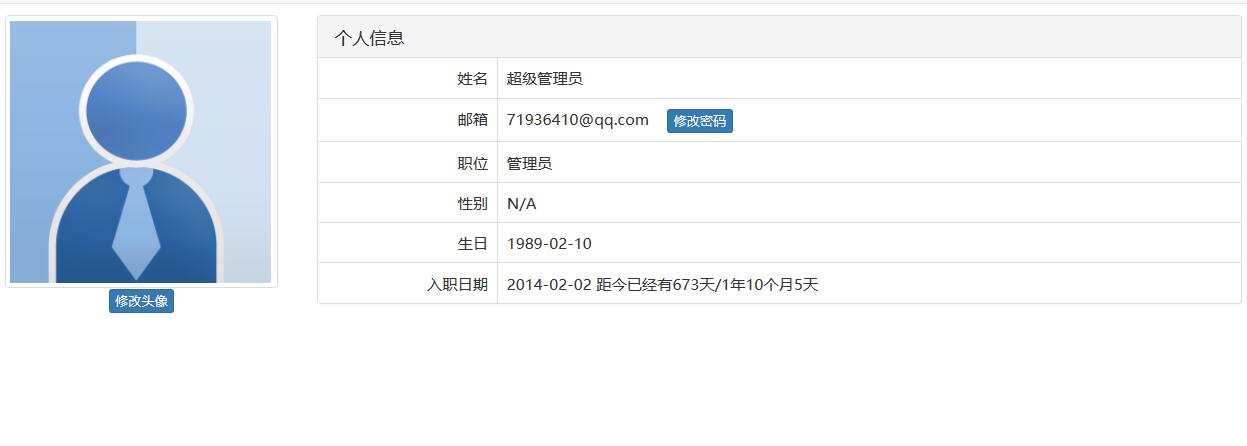 个人信息
姓名 超级管理员
邮箱 71936410@qq.com 修改密码
职位 管理员
性别 N/A
生日 1989-02-10
入职日期 2014-02-02 距今已经有673天/1年10个月5天
修改头像